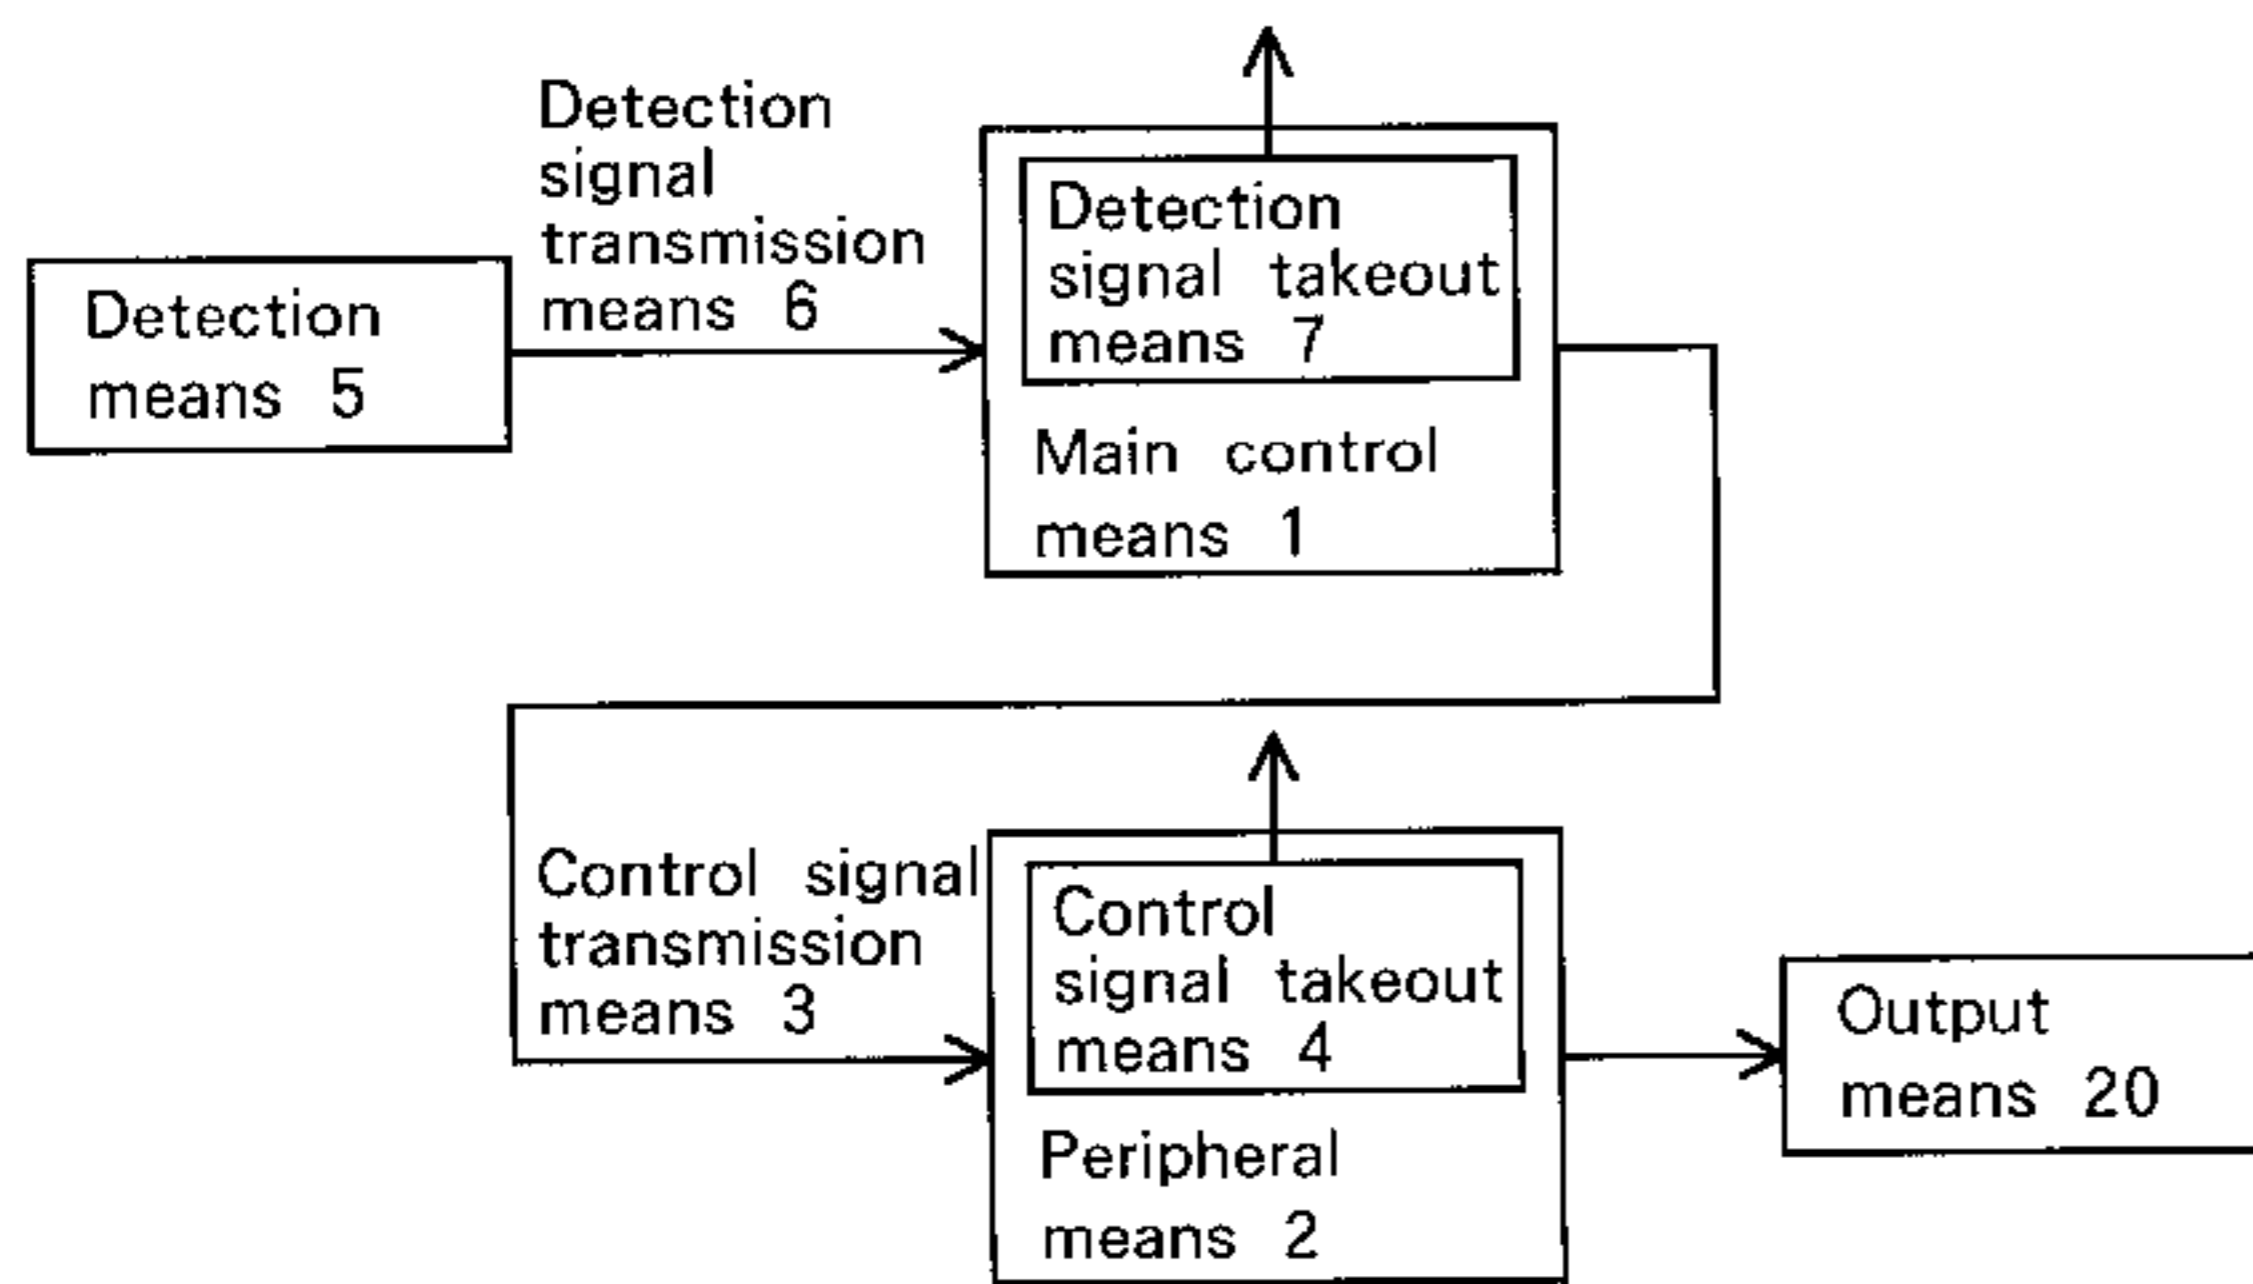 Detection
means 5
Detection
signal
transmission
means 6
Detection
signal takeout
means 7
Main control
means 1
Control signal
transmission
means 3
Control
signal takeout
means 4
Peripheral
means 2
Output
means 20